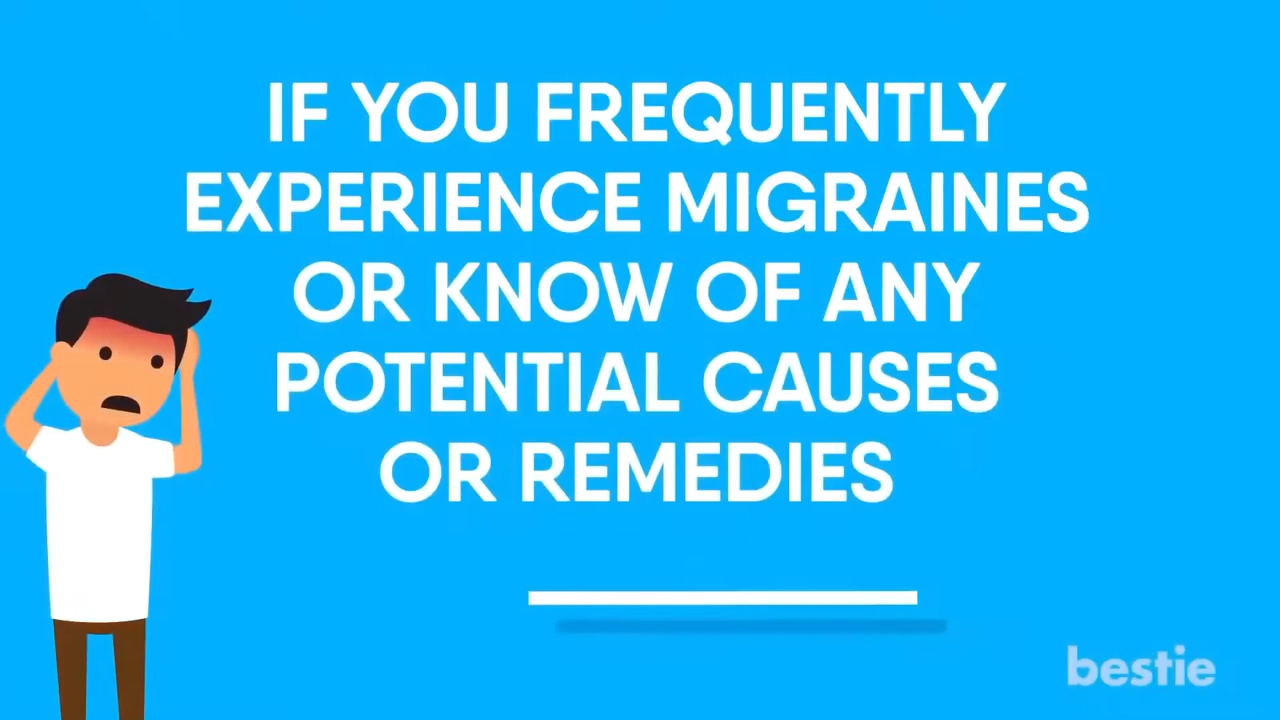 IF YOU FREQUENTLY
EXPERIENCE MIGRAINES
OR KNOW OF ANY
POTENTIAL CAUSES
OR REMEDIES
bestie